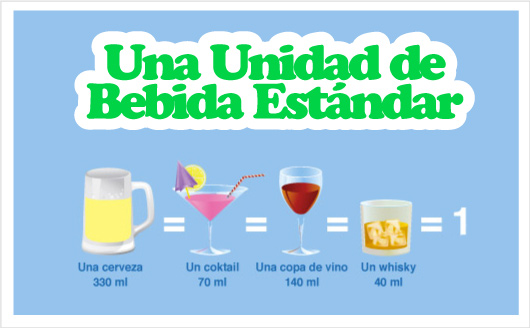 Una Unidad de
Bebida Estándar
= = = = 1
Una cerveza
330 ml
Un coktail
70 ml
Una copa de vino
140 ml
Un whisky
40 ml